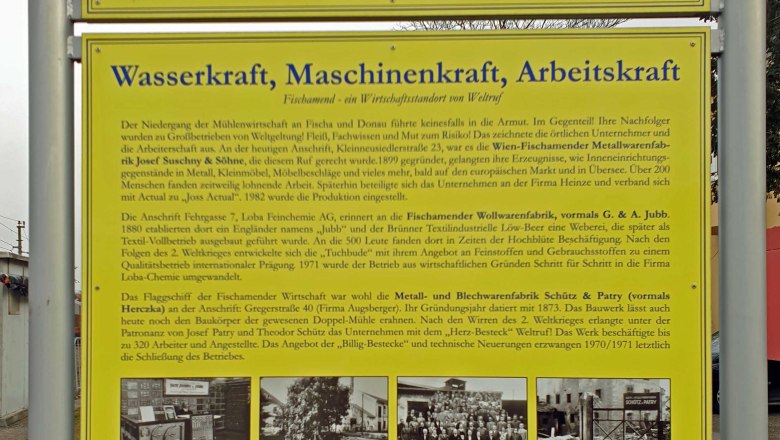 Wasserkraft, Maschinenkraft, Arbeitskraft
Fischamend - ein Wirtschaftsstandort von Weltruf
Der Niedergang der Mühlenwirtschaft an Fischa und Donau führte keinesfalls in die Armut. Im Gegenteil! Ihre Nachfolger
wurden zu Großbetrieben von Weltgeltung! Fleiß, Fachwissen und Mut zum Risiko! Das zeichnete die örtlichen Unternehmer und
die Arbeiterschaft aus. An der heutigen Anschrift, Kleinneusiedlerstraße 23, war es die Wien-Fischamender Metallwarenfab-
rik Josef Suschny & Söhne, die diesem Ruf gerecht wurde.1899 gegründet, gelangten ihre Erzeugnisse, wie Inneneinrichtungs-
gegenstände in Metall, Kleinmöbel, Möbelbeschläge und vieles mehr, bald auf den europäischen Markt und in Übersee. Über 200
Menschen fanden zeitweilig lohnende Arbeit. Späterhin beteiligte sich das Unternehmen an der Firma Heinze und verband sich
mit Actual zu „Joss Actual". 1982 wurde die Produktion eingestellt.
Die Anschrift Fehrgasse 7, Loba Feinchemie AG, erinnert an die Fischamender Wollwarenfabrik, vormals G. & A. Jubb.
1880 etablierten dort ein Engländer namens „Jubb" und der Brünner Textilindustrielle Löw-Beer eine Weberei, die später als
Textil-Vollbetrieb ausgebaut geführt wurde. An die 500 Leute fanden dort in Zeiten der Hochblüte Beschäftigung. Nach den
Folgen des 2. Weltkrieges entwickelte sich die „Tuchbude" mit ihrem Angebot an Feinstoffen und Gebrauchsstoffen zu einem
Qualitätsbetrieb internationaler Prägung. 1971 wurde der Betrieb aus wirtschaftlichen Gründen Schritt für Schritt in die Firma
Loba-Chemie umgewandelt.
Das Flaggschiff der Fischamender Wirtschaft war wohl die Metall- und Blechwarenfabrik Schütz & Patry (vormals
Herczka) an der Anschrift: Gregerstraße 40 (Firma Augsberger). Ihr Gründungsjahr datiert mit 1873. Das Bauwerk lässt auch
heute noch den Baukörper der gewesenen Doppel-Mühle erahnen. Nach den Wirren des 2. Weltkrieges erlangte unter der
Patronanz von Josef Patry und Theodor Schütz das Unternehmen mit dem „Herz-Besteck" Weltruf! Das Werk beschäftigte bis
zu 320 Arbeiter und Angestellte. Das Angebot der „Billig-Bestecke" und technische Neuerungen erzwangen 1970/1971 letztlich
die Schließung des Betriebes.
SCHÜTZ & PATRY